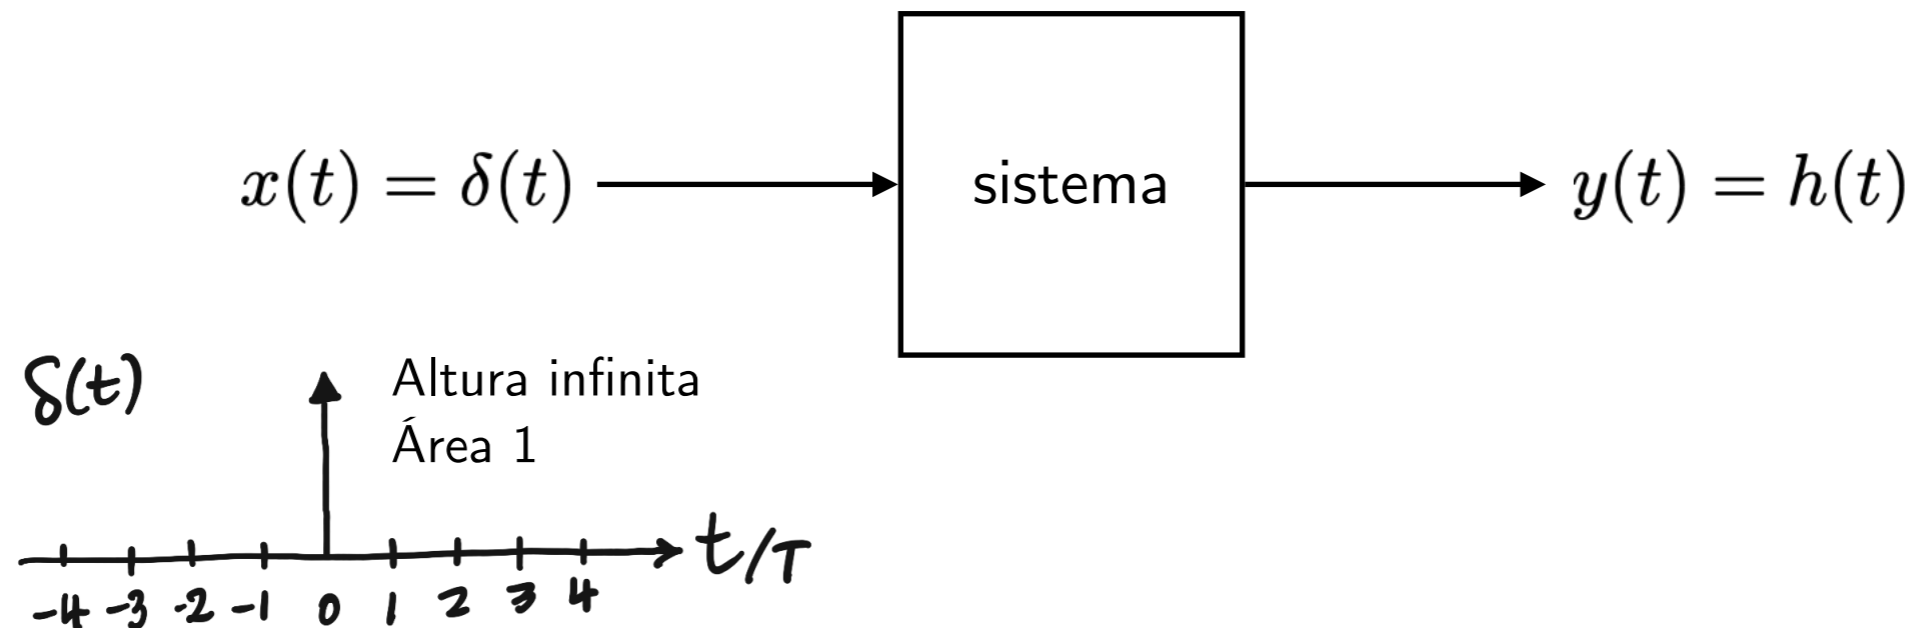 x(t) = δ(t)
sistema
y(t) = h(t)
δ(t)
Altura infinita
Área 1
t/T
-4 -3 -2 -1 0 1 2 3 4